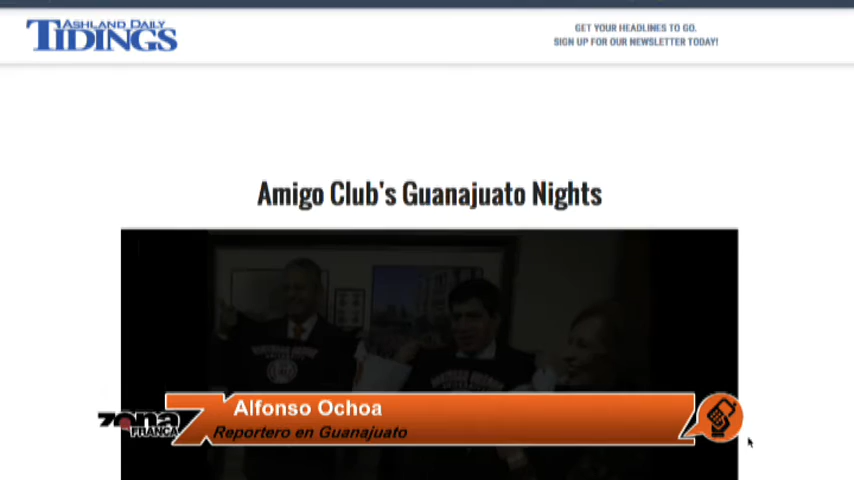 ASHLAND DAILY
TIDINGS
GET YOUR HEADLINES TO GO.
SIGN UP FOR OUR NEWSLETTER TODAY!
Amigo Club's Guanajuato Nights
Alfonso Ochoa
zona
FRANCA
Reportero en Guanajuato